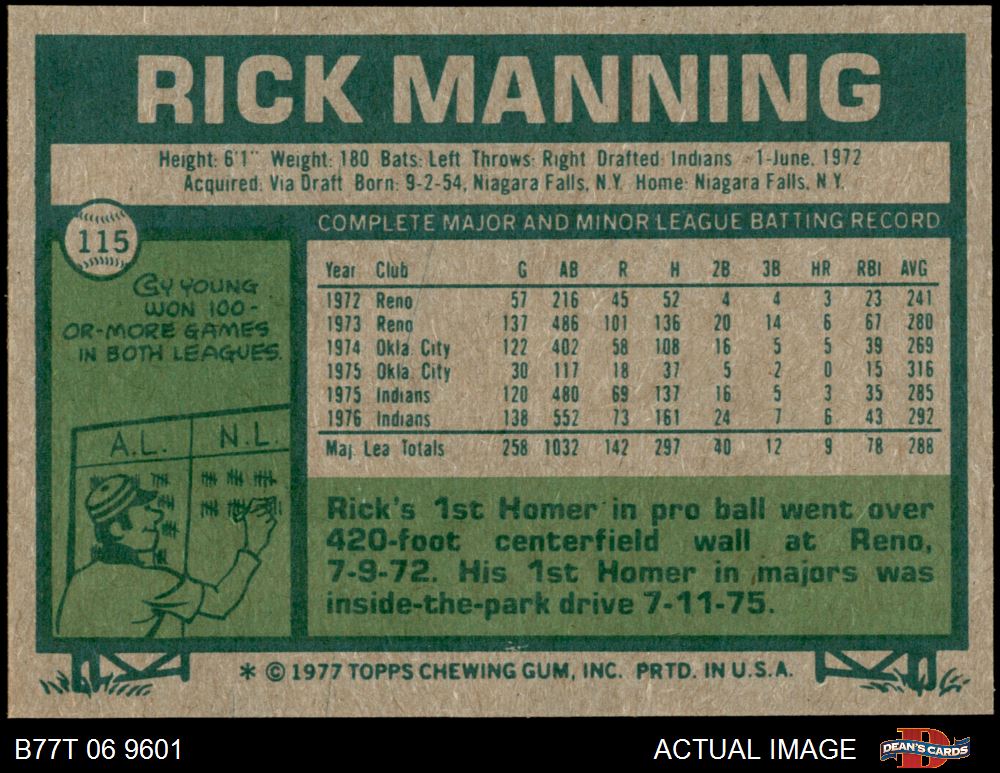 RICK MANNING
Height: 6'1" Weight: 180 Bats: Left Throws: Right Drafted: Indians - 1-June, 1972
Acquired: Via Draft Born: 9-2-54, Niagara Falls, N.Y. Home: Niagara Falls, N.Y.
115
COMPLETE MAJOR AND MINOR LEAGUE BATTING RECORD
CY YOUNG
WON 100-
OR-MORE GAMES
IN BOTH LEAGUES.
A.L. N.L.
Year Club G AB R H 2B 3B HR RBI AVG
1972 Reno 57 216 45 52 4 4 3 23 241
1973 Reno 137 486 101 136 20 14 6 67 280
1974 Okla. City 122 402 58 108 16 5 5 39 269
1975 Okla. City 30 117 18 37 5 2 0 15 316
1975 Indians 120 480 69 137 16 5 3 35 285
1976 Indians 138 552 73 161 24 7 6 43 292
Maj. Lea. Totals 258 1032 142 297 40 12 9 78 288
Rick's 1st Homer in pro ball went over
420-foot centerfield wall at Reno,
7-9-72. His 1st Homer in majors was
inside-the-park drive 7-11-75.
* © 1977 TOPPS CHEWING GUM, INC. PRTD. IN U.S.A.
B77T 06 9601 ACTUAL IMAGE DEAN'S CARDS